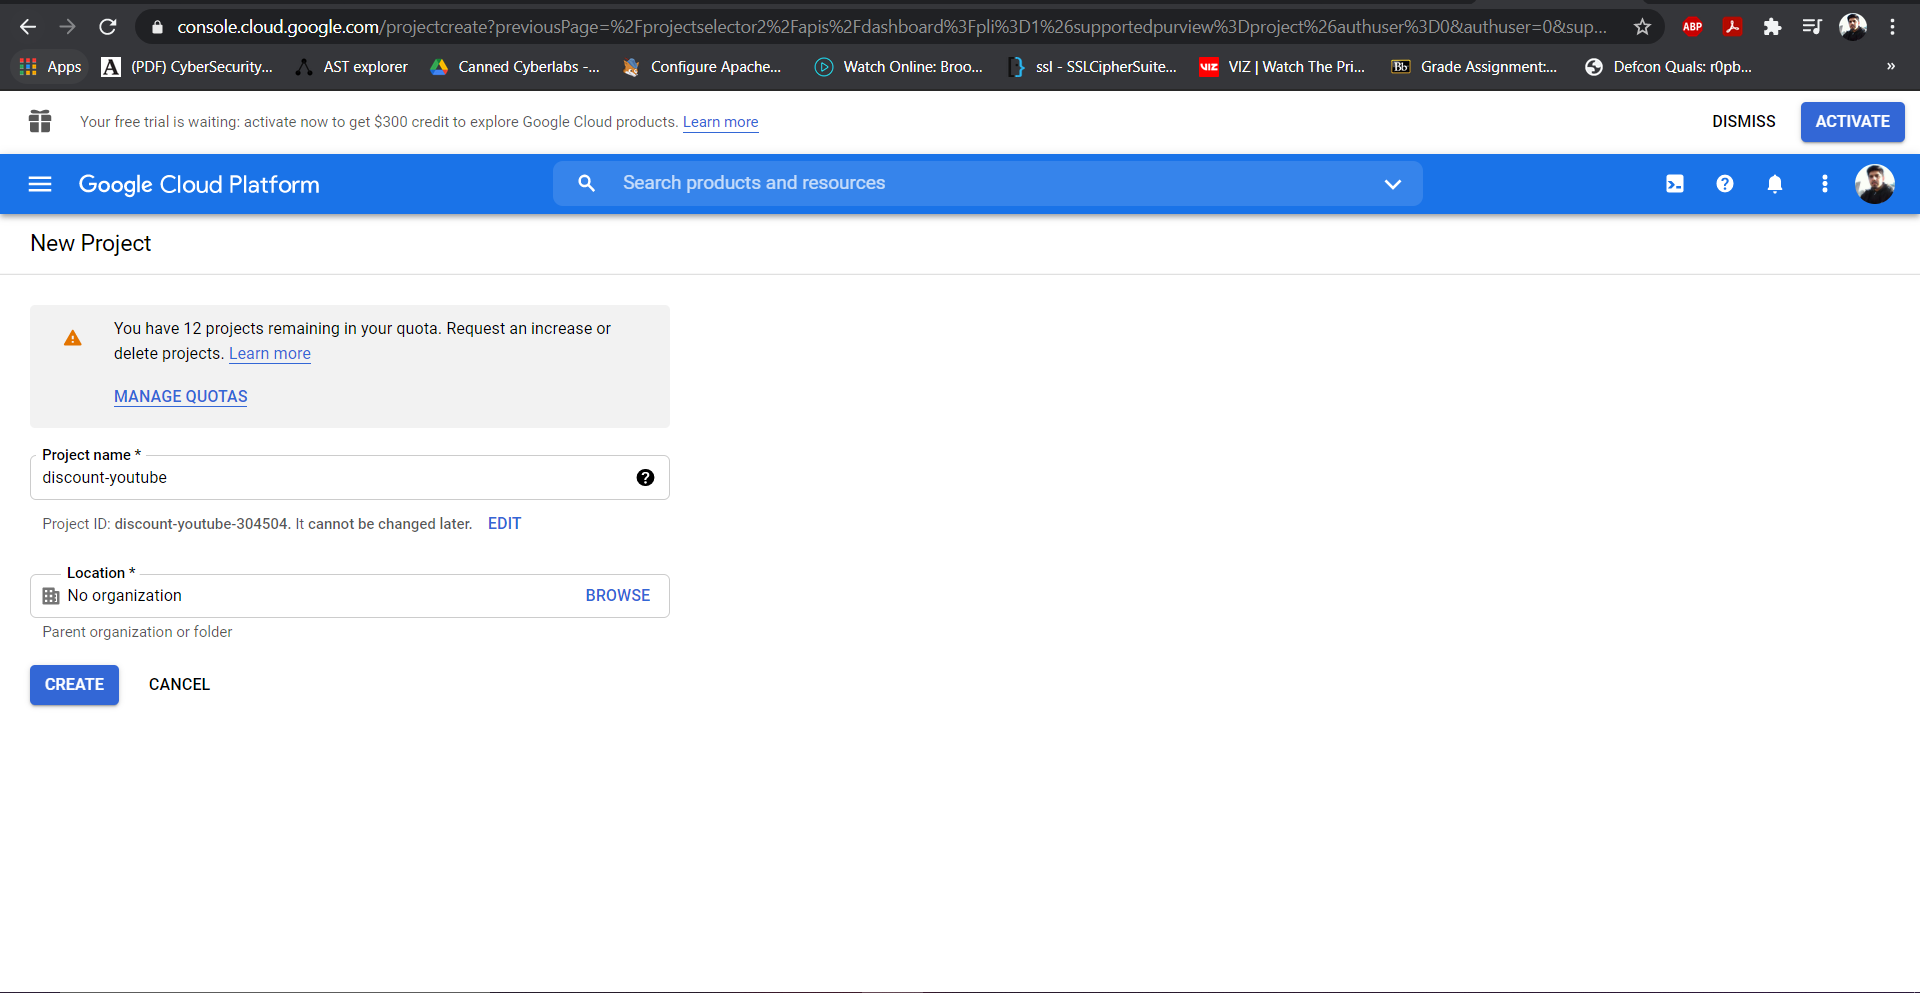 console.cloud.google.com/projectcreate?previousPage=%2Fprojectselector2%2Fapis%2Fdashboard%3Fpli%3D1%26supportedpurview%3Dproject%26authuser%3D0&authuser=0&sup...
ABP
Apps
A (PDF) CyberSecurity...
AST explorer
Canned Cyberlabs -...
Configure Apache...
Watch Online: Broo...
ssl - SSLCipherSuite...
VIZ VIZ | Watch The Pri...
Bb Grade Assignment:...
Defcon Quals: r0pb...
»
Your free trial is waiting: activate now to get $300 credit to explore Google Cloud products. Learn more
DISMISS
ACTIVATE
Google Cloud Platform
Search products and resources
New Project
You have 12 projects remaining in your quota. Request an increase or
delete projects. Learn more
MANAGE QUOTAS
Project name *
discount-youtube
Project ID: discount-youtube-304504. It cannot be changed later. EDIT
Location *
No organization
BROWSE
Parent organization or folder
CREATE
CANCEL